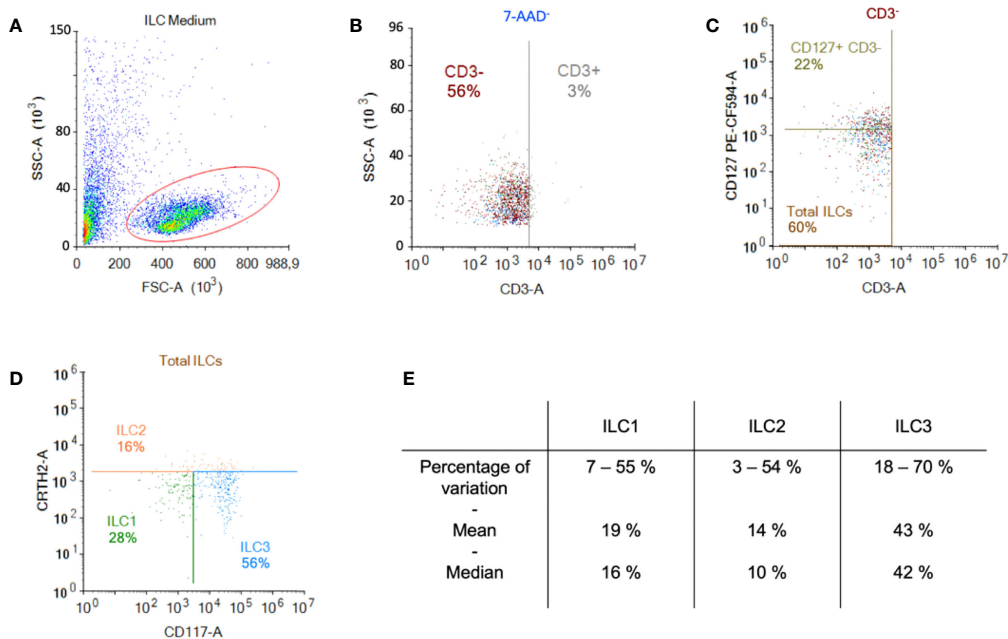 A
ILC Medium
150
80
40
0
SSC-A (10³)
0 200 400 600 800 988,9
FSC-A (10³)
B
7-AAD-
96
80
60
40
20
0
SSC-A (10³)
CD3-
56%
CD3+
3%
10⁰ 10² 10³ 10⁴ 10⁵ 10⁶ 10⁷
CD3-A
C
CD3-
10⁶
10⁵
10⁴
10³
10²
10¹
10⁰
CD127 PE-CF594-A
CD127+ CD3-
22%
Total ILCs
60%
10⁰ 10² 10³ 10⁴ 10⁵ 10⁶ 10⁷
CD3-A
D
Total ILCs
10⁶
10⁵
10⁴
10³
10²
10¹
10⁰
CRTH2-A
ILC2
16%
ILC1
28%
ILC3
56%
10⁰ 10² 10³ 10⁴ 10⁵ 10⁶ 10⁷
CD117-A
E
ILC1 ILC2 ILC3
Percentage of 7 – 55 % 3 – 54 % 18 – 70 %
variation
-
Mean 19 % 14 % 43 %
-
Median 16 % 10 % 42 %